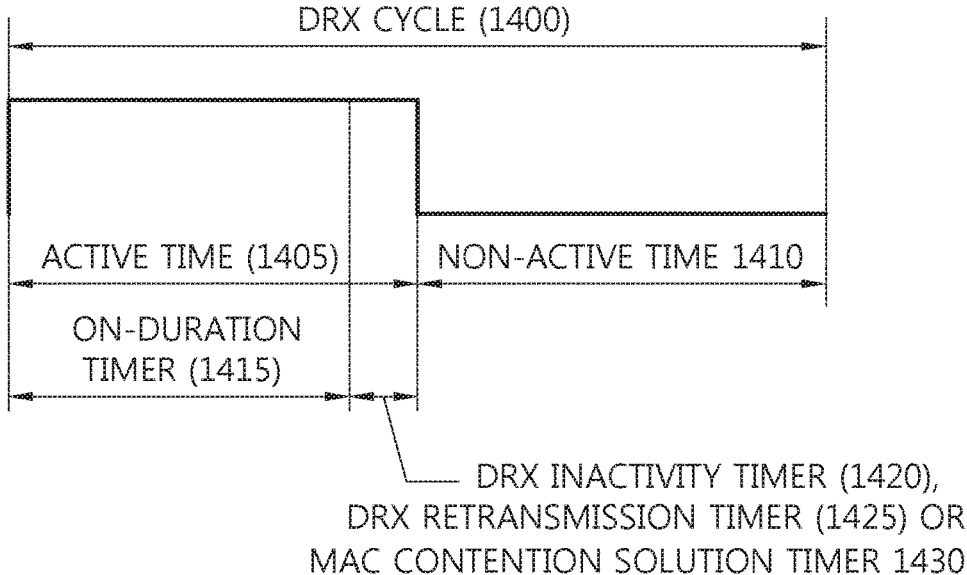 DRX CYCLE (1400)
ACTIVE TIME (1405)
NON-ACTIVE TIME 1410
ON-DURATION
TIMER (1415)
DRX INACTIVITY TIMER (1420),
DRX RETRANSMISSION TIMER (1425) OR
MAC CONTENTION SOLUTION TIMER 1430